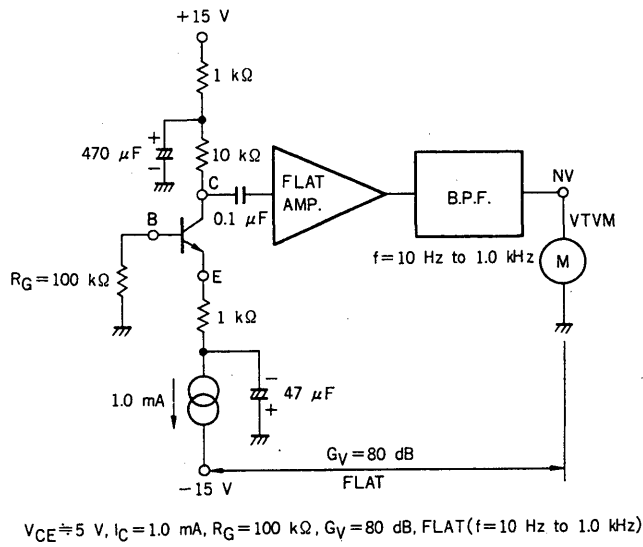 +15 V
1 kΩ
+
470 μF
−
10 kΩ
C
0.1 μF
FLAT
AMP.
B.P.F.
NV
VTVM
M
f=10 Hz to 1.0 kHz
B
E
R_G=100 kΩ
1 kΩ
1.0 mA
−
47 μF
+
−15 V
G_V=80 dB
FLAT
V_CE≒5 V, I_C=1.0 mA, R_G=100 kΩ, G_V=80 dB, FLAT(f=10 Hz to 1.0 kHz)